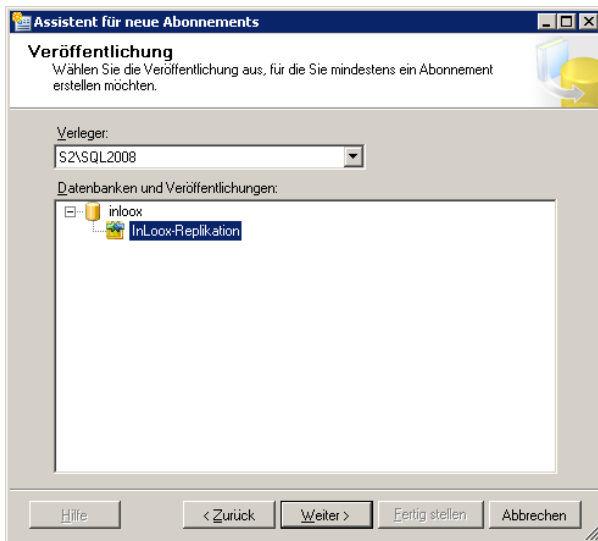 Assistent für neue Abonnements
Veröffentlichung
Wählen Sie die Veröffentlichung aus, für die Sie mindestens ein Abonnement
erstellen möchten.
Verleger:
S2\SQL2008
Datenbanken und Veröffentlichungen:
inloox
InLoox-Replikation
Hilfe
< Zurück
Weiter >
Fertig stellen
Abbrechen